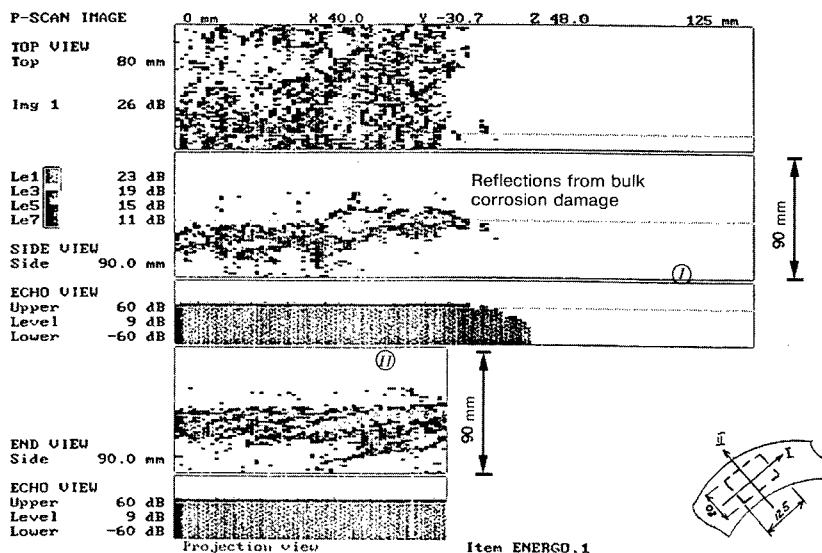 P-SCAN IMAGE 0 mm X 40.0 Y -30.7 Z 48.0 125 mm
TOP VIEW
Top 80 mm
Img 1 26 dB
Le1 23 dB
Le3 19 dB
Le5 15 dB
Le7 11 dB
Reflections from bulk
corrosion damage
90 mm
SIDE VIEW
Side 90.0 mm
I
ECHO VIEW
Upper 60 dB
Level 9 dB
Lower -60 dB
II
90 mm
END VIEW
Side 90.0 mm
ECHO VIEW
Upper 60 dB
Level 9 dB
Lower -60 dB
Projection view Item ENERGO.1
II
I
125